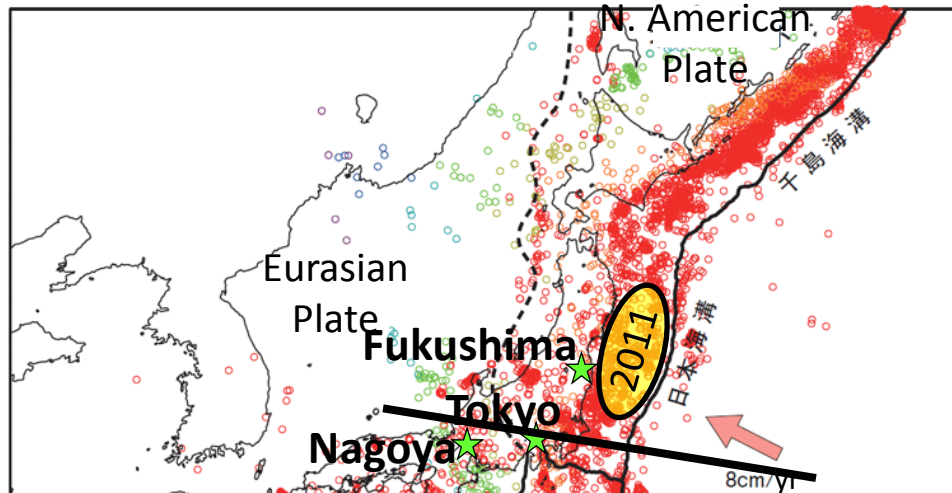 N. American
Plate
千島海溝
Eurasian
Plate
2011
日本海溝
Fukushima
Tokyo
Nagoya
8cm/yr